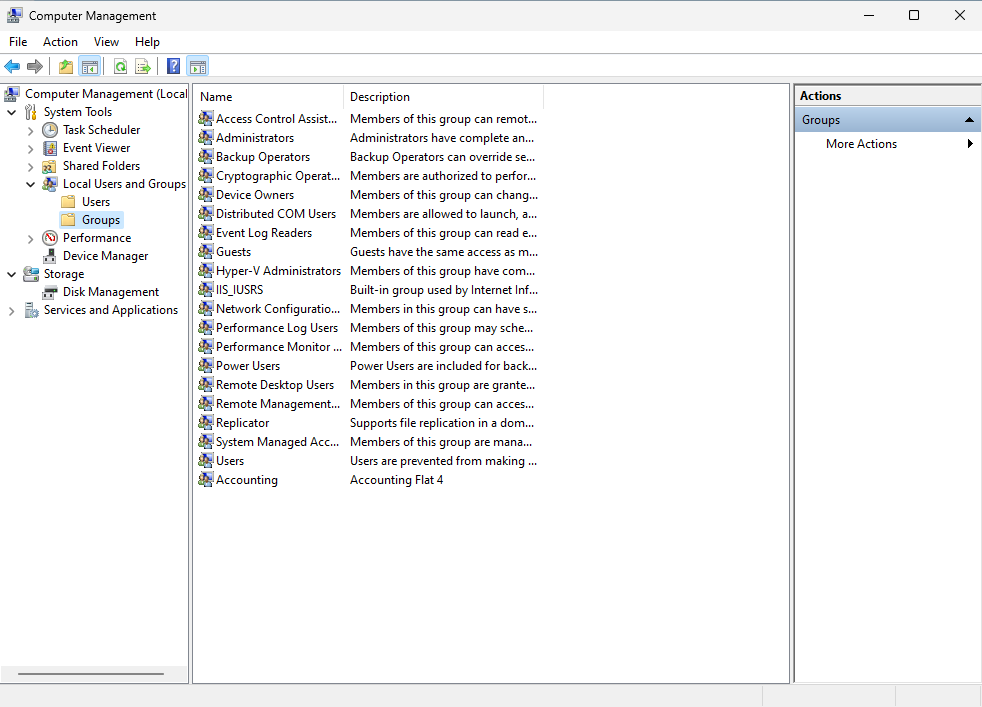 Computer Management
File Action View Help
Computer Management (Local
System Tools
Task Scheduler
Event Viewer
Shared Folders
Local Users and Groups
Users
Groups
Performance
Device Manager
Storage
Disk Management
Services and Applications
Name Description
Access Control Assist... Members of this group can remot...
Administrators Administrators have complete an...
Backup Operators Backup Operators can override se...
Cryptographic Operat... Members are authorized to perfor...
Device Owners Members of this group can chang...
Distributed COM Users Members are allowed to launch, a...
Event Log Readers Members of this group can read e...
Guests Guests have the same access as m...
Hyper-V Administrators Members of this group have com...
IIS_IUSRS Built-in group used by Internet Inf...
Network Configuratio... Members in this group can have s...
Performance Log Users Members of this group may sche...
Performance Monitor ... Members of this group can acces...
Power Users Power Users are included for back...
Remote Desktop Users Members in this group are grante...
Remote Management... Members of this group can acces...
Replicator Supports file replication in a dom...
System Managed Acc... Members of this group are mana...
Users Users are prevented from making ...
Accounting Accounting Flat 4
Actions
Groups
More Actions